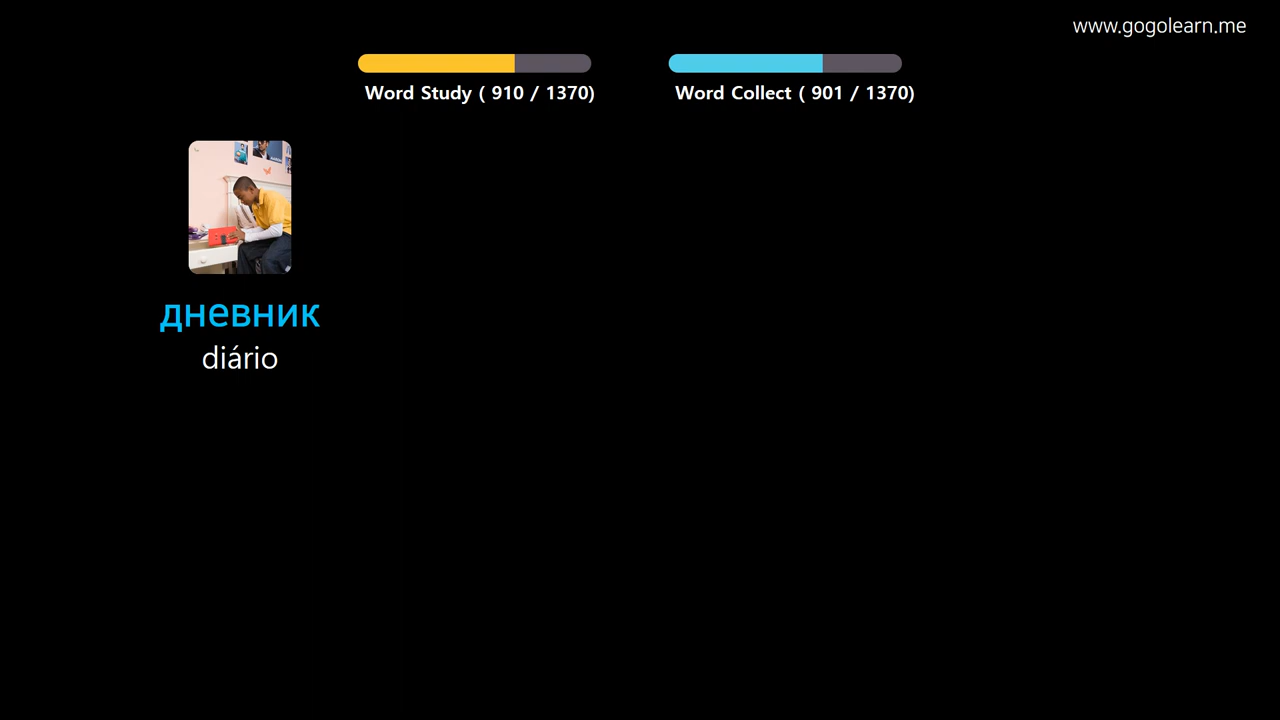 www.gogolearn.me
Word Study ( 910 / 1370)
Word Collect ( 901 / 1370)
дневник
diário